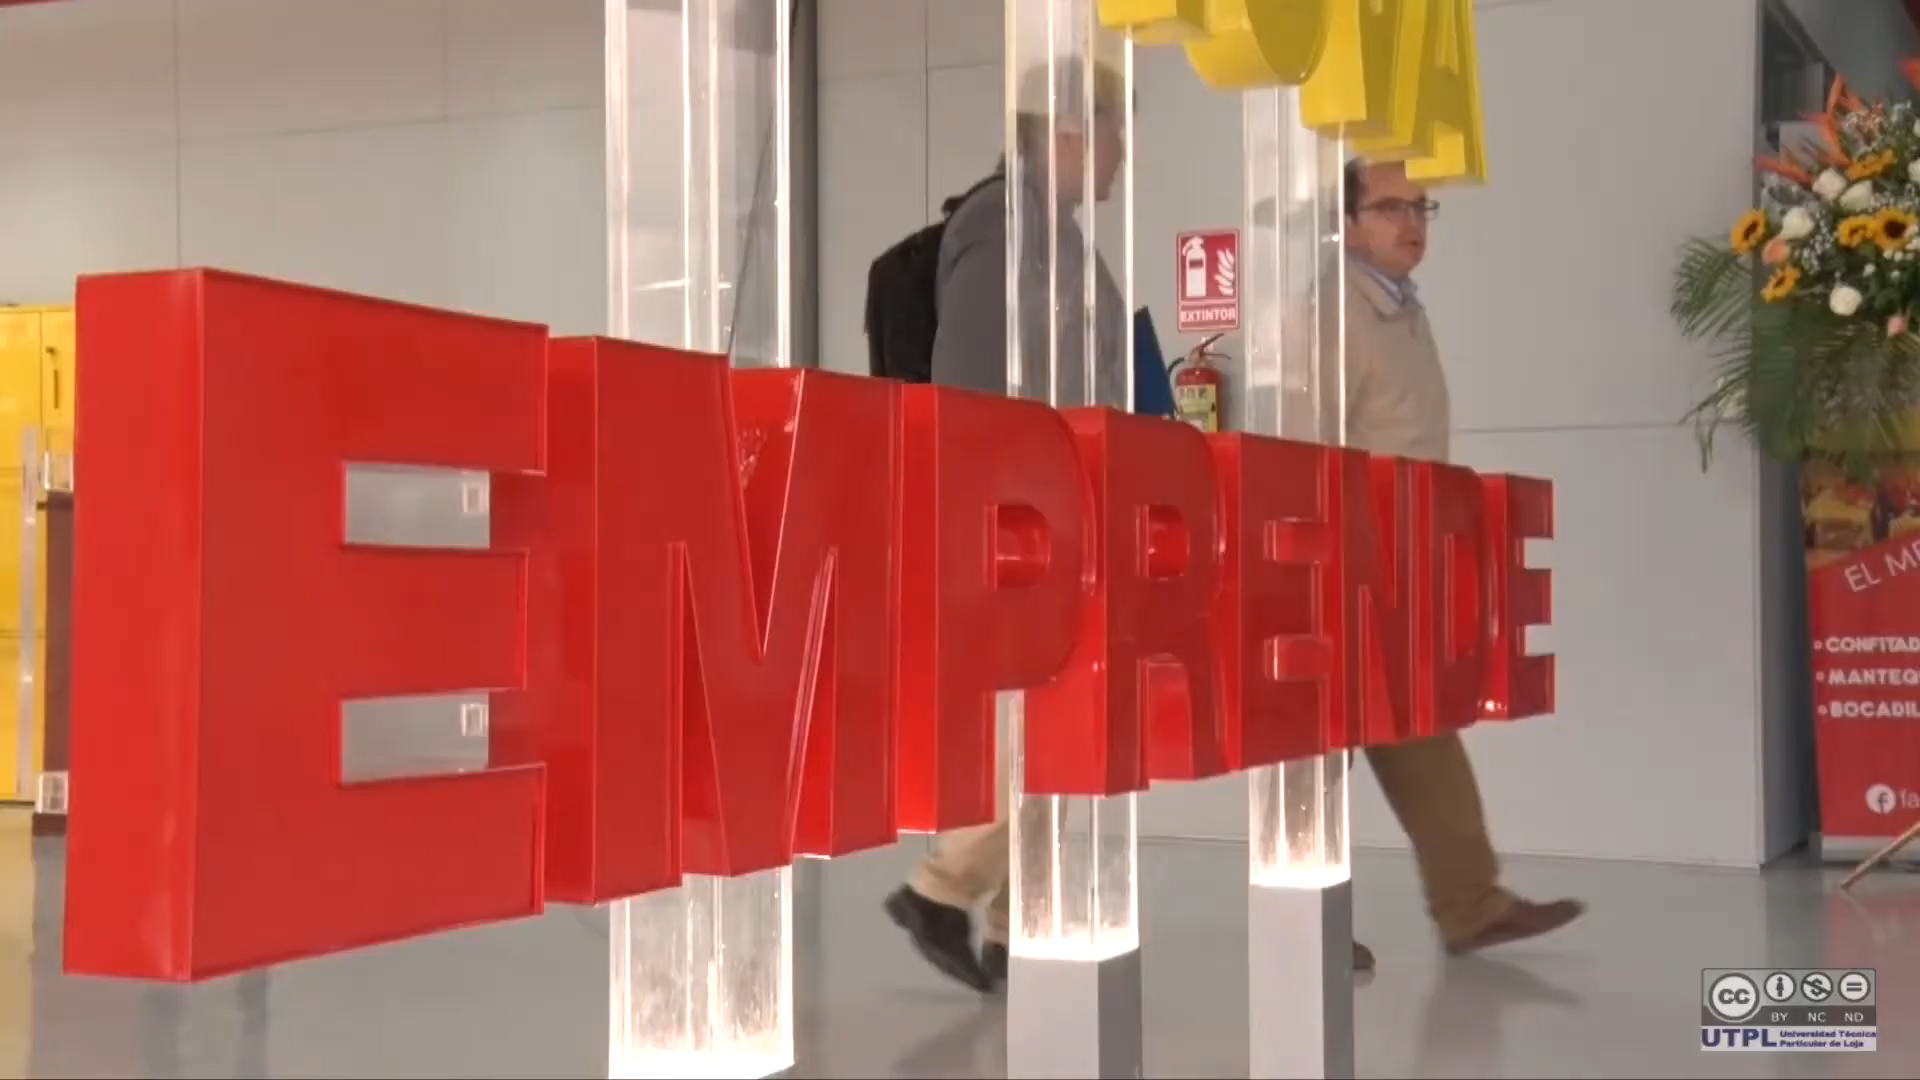 EXTINTOR
EMPRENDE
EL
CONFITAD
MANTEQ
BOCADIL
fa
CC
BY NC ND
UTPL Universidad Técnica
Particular de Loja